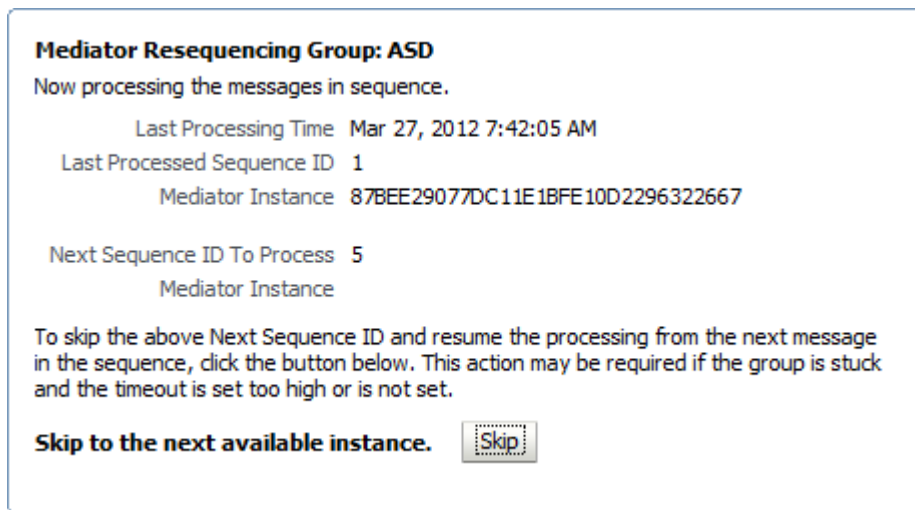 Mediator Resequencing Group: ASD
Now processing the messages in sequence.
Last Processing Time Mar 27, 2012 7:42:05 AM
Last Processed Sequence ID 1
Mediator Instance 87BEE29077DC11E1BFE10D2296322667
Next Sequence ID To Process 5
Mediator Instance
To skip the above Next Sequence ID and resume the processing from the next message
in the sequence, click the button below. This action may be required if the group is stuck
and the timeout is set too high or is not set.
Skip to the next available instance. Skip